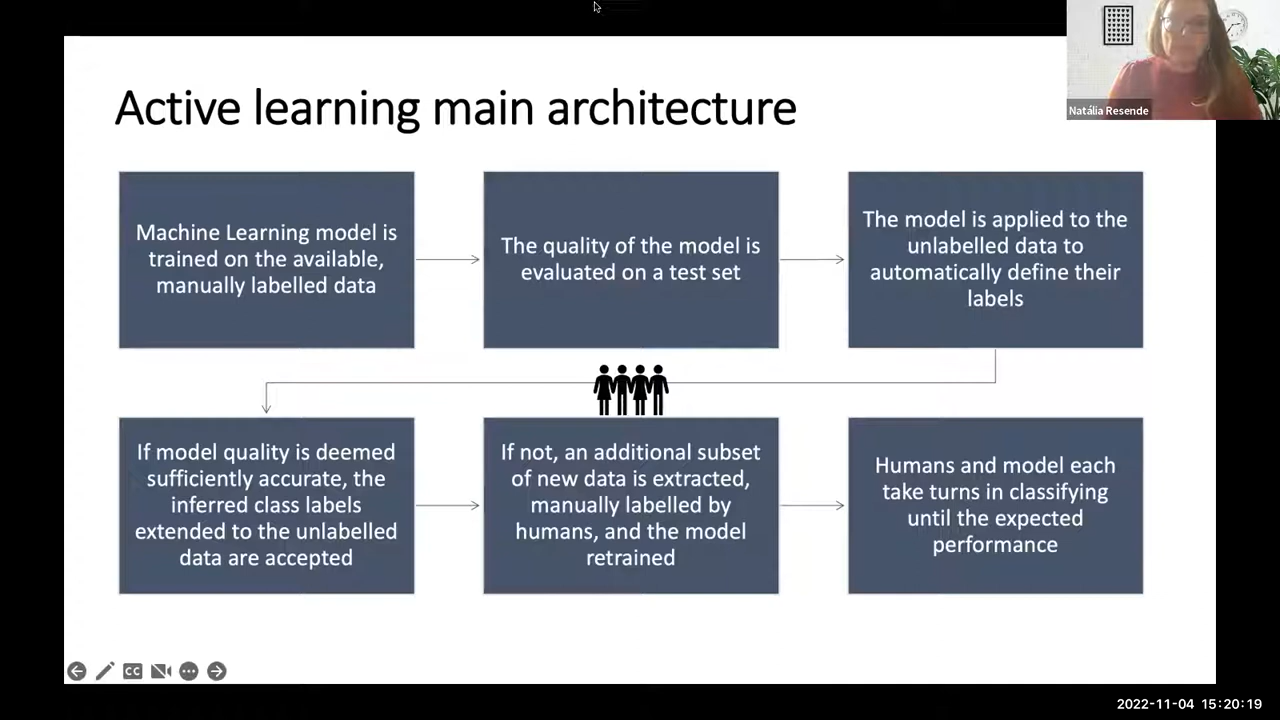 Active learning main architecture
Natália Resende
Machine Learning model is
trained on the available,
manually labelled data
The quality of the model is
evaluated on a test set
The model is applied to the
unlabelled data to
automatically define their
labels
If model quality is deemed
sufficiently accurate, the
inferred class labels
extended to the unlabelled
data are accepted
If not, an additional subset
of new data is extracted,
manually labelled by
humans, and the model
retrained
Humans and model each
take turns in classifying
until the expected
performance
CC
2022-11-04 15:20:19